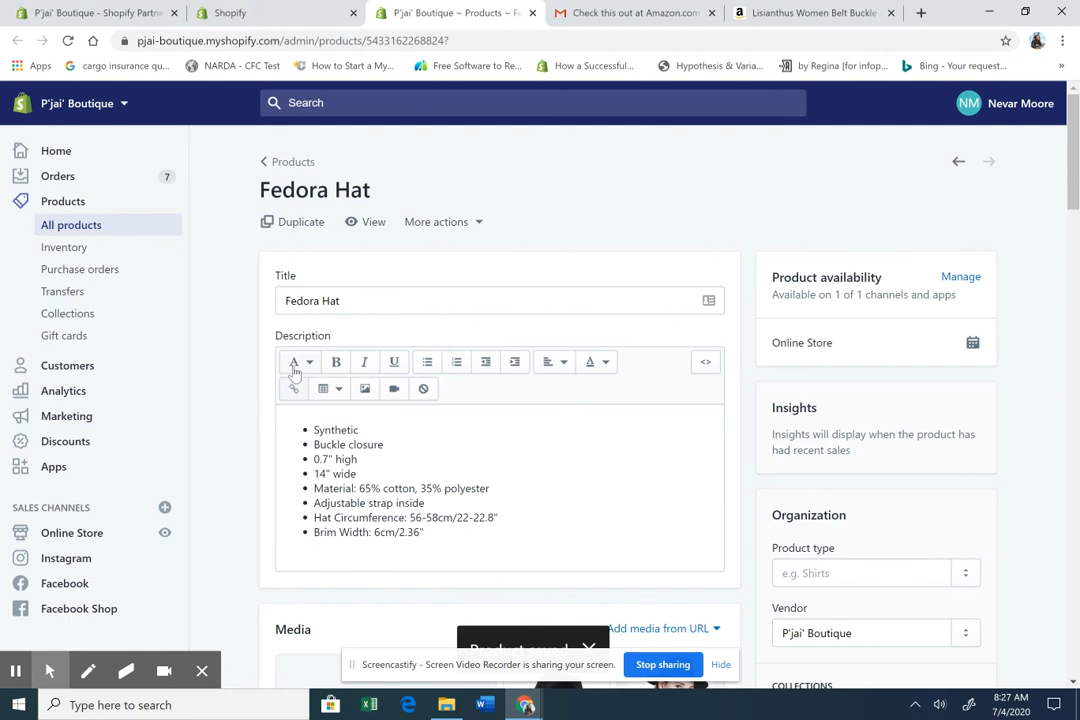 P'jai' Boutique - Shopify Partne
Shopify
P'jai' Boutique ~ Products ~ Fe
Check this out at Amazon.com
Lisianthus Women Belt Buckle
pjai-boutique.myshopify.com/admin/products/5433162268847?
Apps
cargo insurance qu...
NARDA - CFC Test
How to Start a My...
Free Software to Re...
How a Successful...
Hypothesis & Varia...
by Regina [for infop...
Bing - Your request...
»
P'jai' Boutique
Search
NM
Nevar Moore
Home
Orders
7
Products
All products
Inventory
Purchase orders
Transfers
Collections
Gift cards
Customers
Analytics
Marketing
Discounts
Apps
SALES CHANNELS
Online Store
Instagram
Facebook
Facebook Shop
Products
Fedora Hat
Duplicate
View
More actions
Title
Fedora Hat
Description
A
B
I
U
A
<>
• Synthetic
• Buckle closure
• 0.7" high
• 14" wide
• Material: 65% cotton, 35% polyester
• Adjustable strap inside
• Hat Circumference: 56-58cm/22-22.8"
• Brim Width: 6cm/2.36"
Media
Add media from URL
Product saved
Product availability
Manage
Available on 1 of 1 channels and apps
Online Store
Insights
Insights will display when the product has
had recent sales
Organization
Product type
e.g. Shirts
Vendor
P'jai' Boutique
COLLECTIONS
Screencastify - Screen Video Recorder is sharing your screen.
Stop sharing
Hide
Type here to search
8:27 AM
7/4/2020